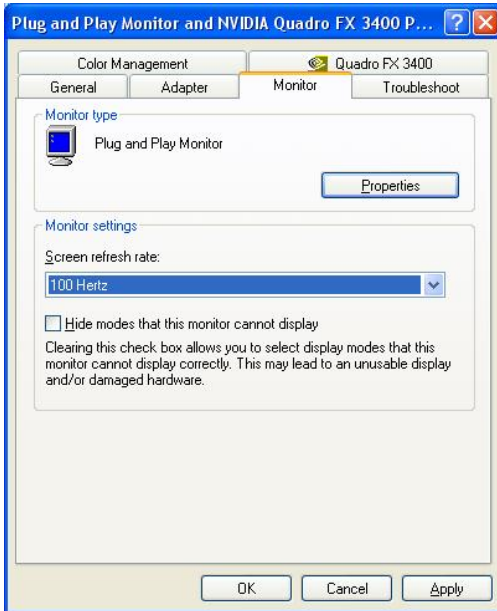 Plug and Play Monitor and NVIDIA Quadro FX 3400 P...
Color Management
Quadro FX 3400
General
Adapter
Monitor
Troubleshoot
Monitor type
Plug and Play Monitor
Properties
Monitor settings
Screen refresh rate:
100 Hertz
Hide modes that this monitor cannot display
Clearing this check box allows you to select display modes that this
monitor cannot display correctly. This may lead to an unusable display
and/or damaged hardware.
OK
Cancel
Apply